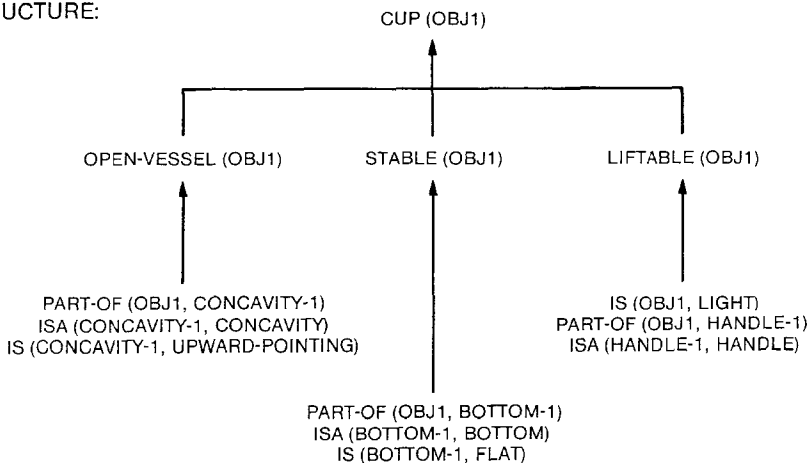 UCTURE:
CUP (OBJ1)
OPEN-VESSEL (OBJ1)
STABLE (OBJ1)
LIFTABLE (OBJ1)
PART-OF (OBJ1, CONCAVITY-1)
ISA (CONCAVITY-1, CONCAVITY)
IS (CONCAVITY-1, UPWARD-POINTING)
IS (OBJ1, LIGHT)
PART-OF (OBJ1, HANDLE-1)
ISA (HANDLE-1, HANDLE)
PART-OF (OBJ1, BOTTOM-1)
ISA (BOTTOM-1, BOTTOM)
IS (BOTTOM-1, FLAT)